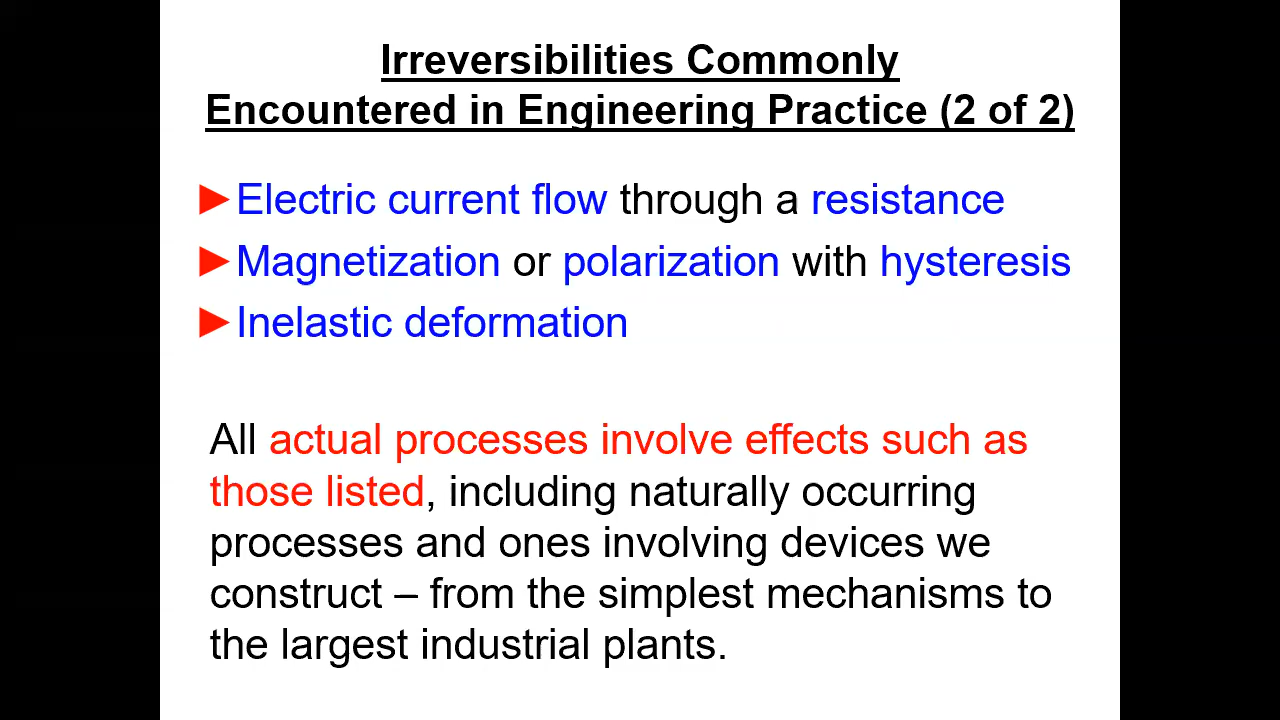 Irreversibilities Commonly
Encountered in Engineering Practice (2 of 2)
►Electric current flow through a resistance
►Magnetization or polarization with hysteresis
►Inelastic deformation
All actual processes involve effects such as
those listed, including naturally occurring
processes and ones involving devices we
construct – from the simplest mechanisms to
the largest industrial plants.